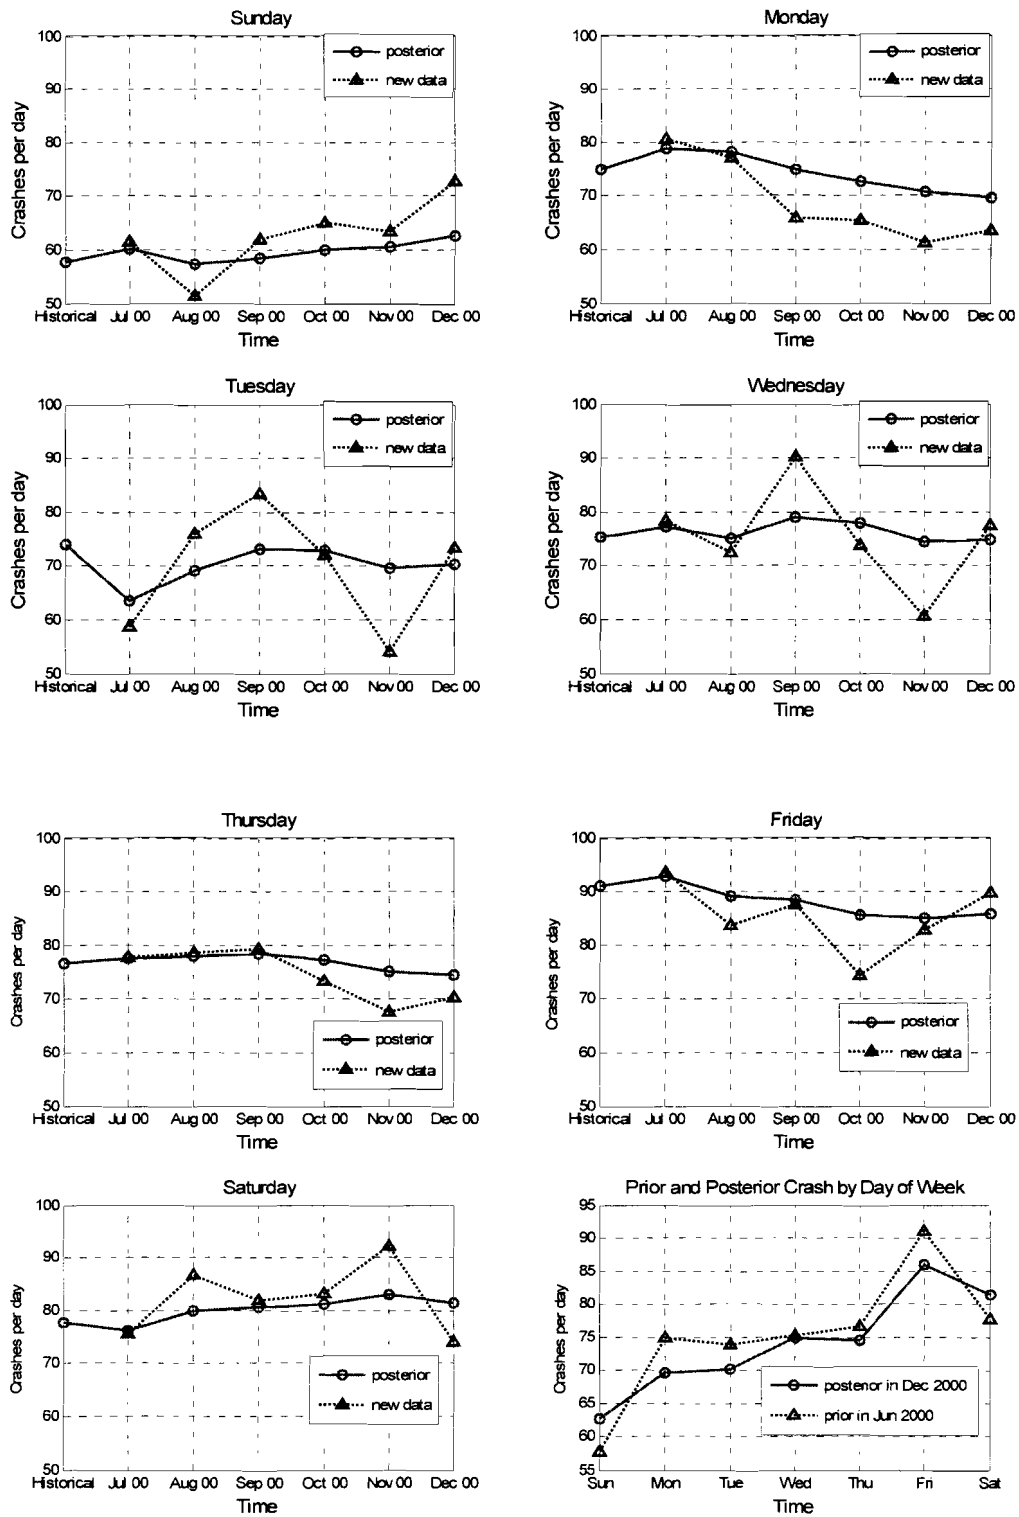 Sunday
100
90
80
70
60
50
Crashes per day
posterior
new data
Historical Jul 00 Aug 00 Sep 00 Oct 00 Nov 00 Dec 00
Time
Monday
100
90
80
70
60
50
Crashes per day
posterior
new data
Historical Jul 00 Aug 00 Sep 00 Oct 00 Nov 00 Dec 00
Time
Tuesday
100
90
80
70
60
50
Crashes per day
posterior
new data
Historical Jul 00 Aug 00 Sep 00 Oct 00 Nov 00 Dec 00
Time
Wednesday
100
90
80
70
60
50
Crashes per day
posterior
new data
Historical Jul 00 Aug 00 Sep 00 Oct 00 Nov 00 Dec 00
Time
Thursday
100
90
80
70
60
50
Crashes per day
posterior
new data
Historical Jul 00 Aug 00 Sep 00 Oct 00 Nov 00 Dec 00
Time
Friday
100
90
80
70
60
50
Crashes per day
posterior
new data
Historical Jul 00 Aug 00 Sep 00 Oct 00 Nov 00 Dec 00
Time
Saturday
100
90
80
70
60
50
Crashes per day
posterior
new data
Historical Jul 00 Aug 00 Sep 00 Oct 00 Nov 00 Dec 00
Time
Prior and Posterior Crash by Day of Week
95
90
85
80
75
70
65
60
55
Crashes per day
posterior in Dec 2000
prior in Jun 2000
Sun Mon Tue Wed Thu Fri Sat
Time